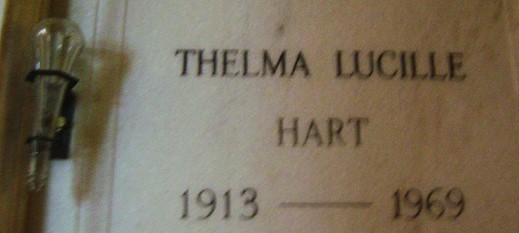 THELMA LUCILLE
HART
1913 — 1969